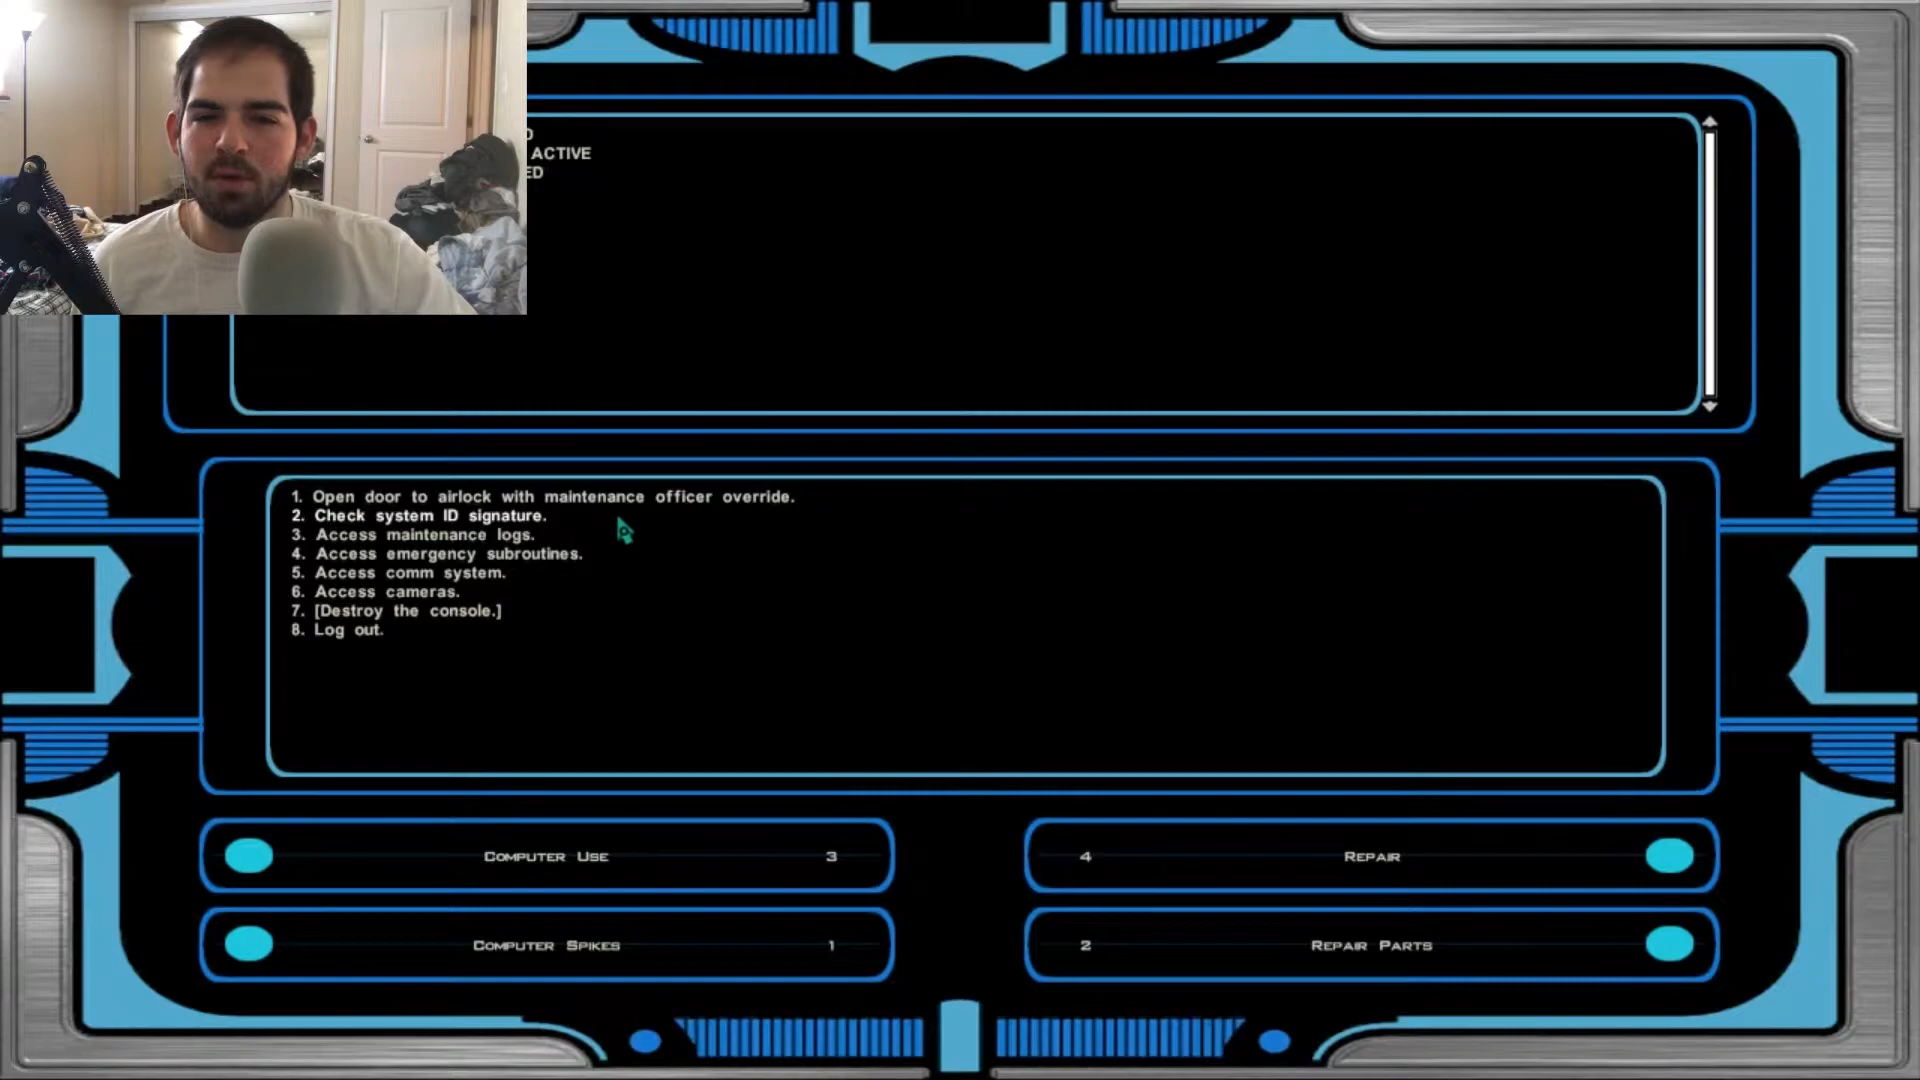 ACTIVE
1. Open door to airlock with maintenance officer override.
2. Check system ID signature.
3. Access maintenance logs.
4. Access emergency subroutines.
5. Access comm system.
6. Access cameras.
7. [Destroy the console.]
8. Log out.
Computer Use 3
4 Repair
Computer Spikes 1
2 Repair Parts